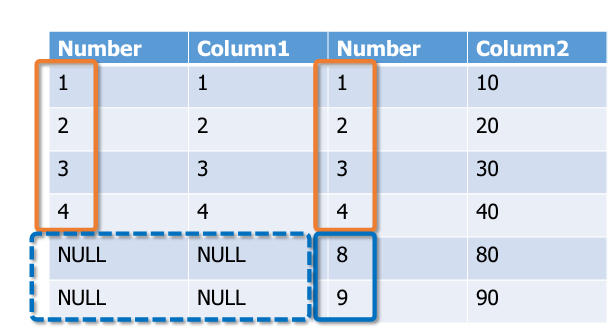 Number Column1 Number Column2
1 1 1 10
2 2 2 20
3 3 3 30
4 4 4 40
NULL NULL 8 80
NULL NULL 9 90